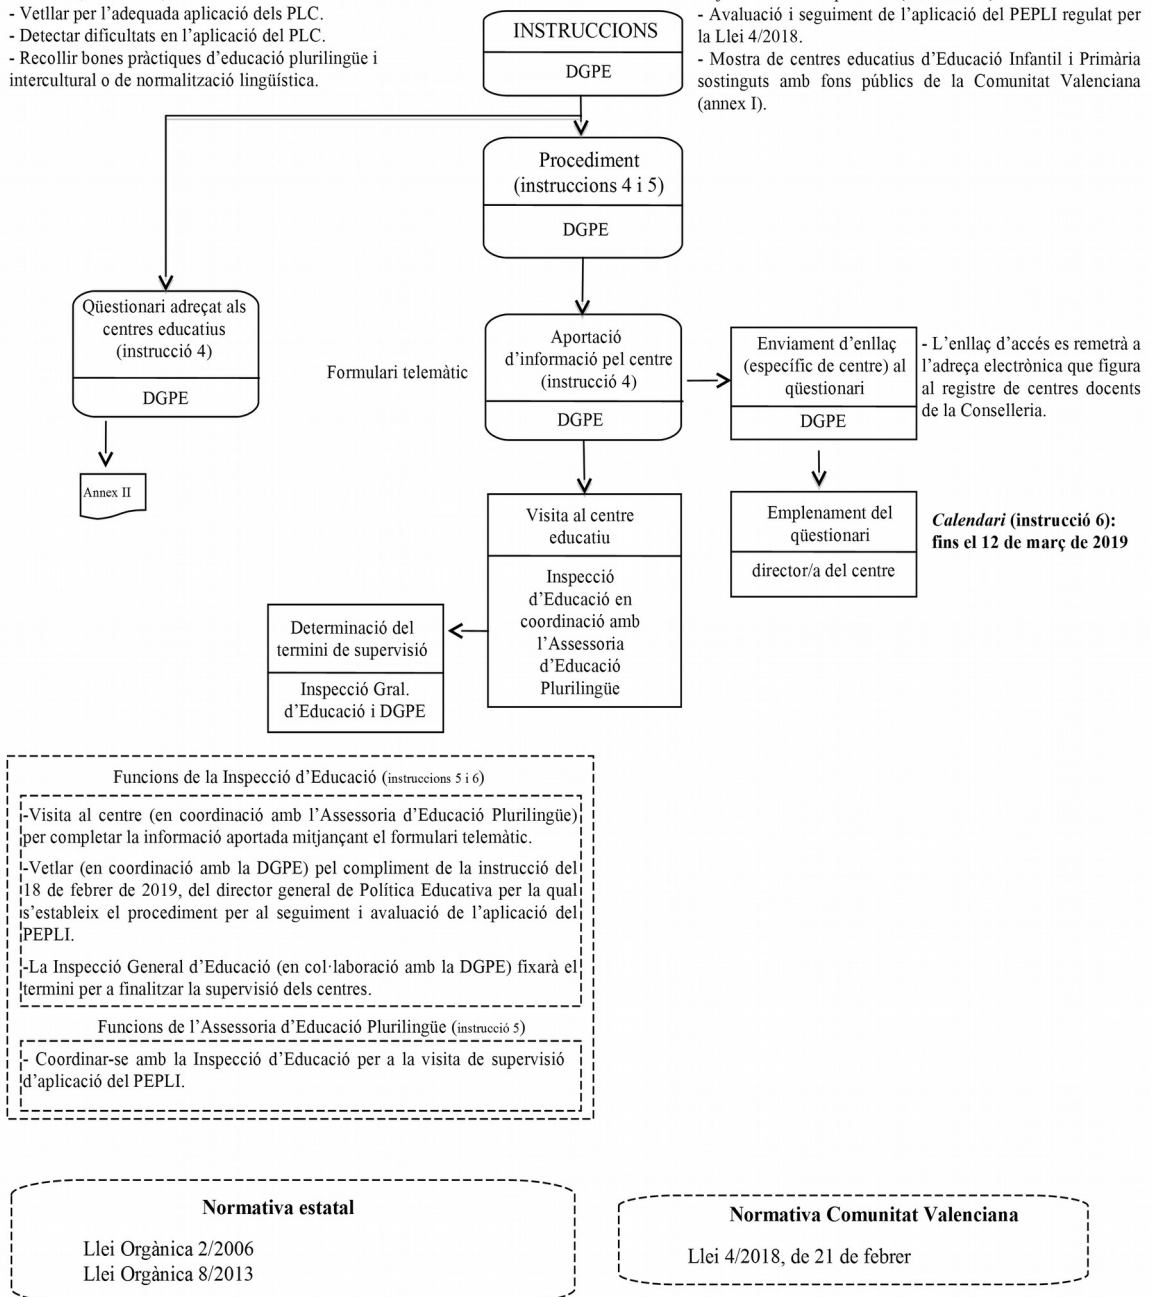 - Vetllar per l’adequada aplicació dels PLC.
- Detectar dificultats en l’aplicació del PLC.
- Recollir bones pràctiques d’educació plurilingüe i
intercultural o de normalització lingüística.
INSTRUCCIONS
DGPE
- Avaluació i seguiment de l’aplicació del PEPLI regulat per
la Llei 4/2018.
- Mostra de centres educatius d’Educació Infantil i Primària
sostinguts amb fons públics de la Comunitat Valenciana
(annex I).
Procediment
(instruccions 4 i 5)
DGPE
Qüestionari adreçat als
centres educatius
(instrucció 4)
DGPE
Annex II
Formulari telemàtic
Aportació
d’informació pel centre
(instrucció 4)
DGPE
Enviament d’enllaç
(específic de centre) al
qüestionari
DGPE
- L’enllaç d’accés es remetrà a
l’adreça electrònica que figura
al registre de centres docents
de la Conselleria.
Visita al centre
educatiu
Inspecció
d’Educació en
coordinació amb
l’Assessoria
d’Educació
Plurilingüe
Emplenament del
qüestionari
director/a del centre
Calendari (instrucció 6):
fins el 12 de març de 2019
Determinació del
termini de supervisió
Inspecció Gral.
d’Educació i DGPE
Funcions de la Inspecció d’Educació (instruccions 5 i 6)
-Visita al centre (en coordinació amb l’Assessoria d’Educació Plurilingüe)
per completar la informació aportada mitjançant el formulari telemàtic.
-Vetlar (en coordinació amb la DGPE) pel compliment de la instrucció del
18 de febrer de 2019, del director general de Política Educativa per la qual
s’estableix el procediment per al seguiment i avaluació de l’aplicació del
PEPLI.
-La Inspecció General d’Educació (en col·laboració amb la DGPE) fixarà el
termini per a finalitzar la supervisió dels centres.
Funcions de l’Assessoria d’Educació Plurilingüe (instrucció 5)
- Coordinar-se amb la Inspecció d’Educació per a la visita de supervisió
d’aplicació del PEPLI.
Normativa estatal
Llei Orgànica 2/2006
Llei Orgànica 8/2013
Normativa Comunitat Valenciana
Llei 4/2018, de 21 de febrer